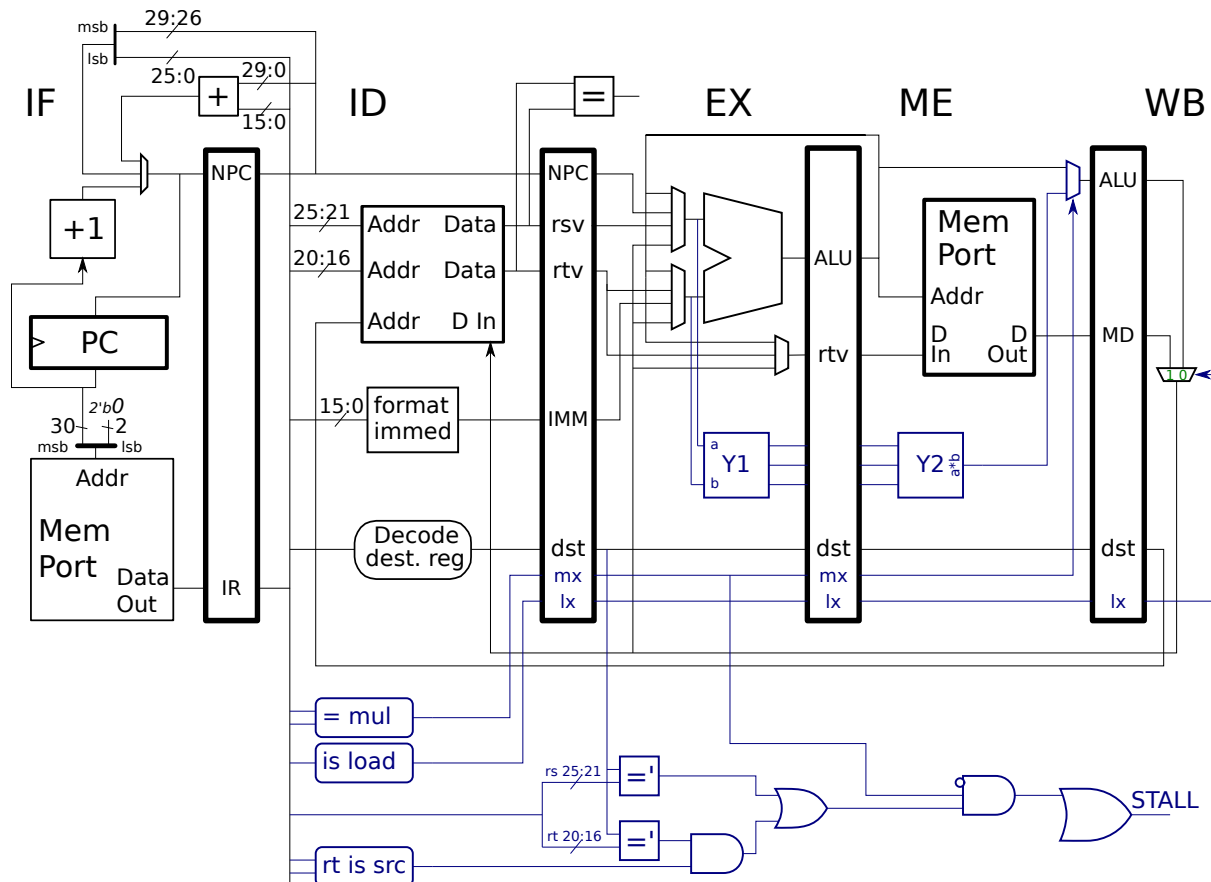 IF
ID
EX
ME
WB
msb
29:26
lsb
25:0
29:0
+
15:0
=
+1
NPC
PC
2'b0
30
2
msb
lsb
Addr
Mem
Port
Data
Out
IR
25:21
Addr
Data
20:16
Addr
Data
Addr
D In
15:0
format
immed
Decode
dest. reg
NPC
rsv
rtv
IMM
dst
mx
lx
ALU
rtv
dst
mx
lx
a
Y1
b
Y2
a*b
Mem
Port
Addr
D
In
D
Out
ALU
MD
dst
lx
1 0
= mul
is load
rs 25:21
='
rt 20:16
='
rt is src
STALL